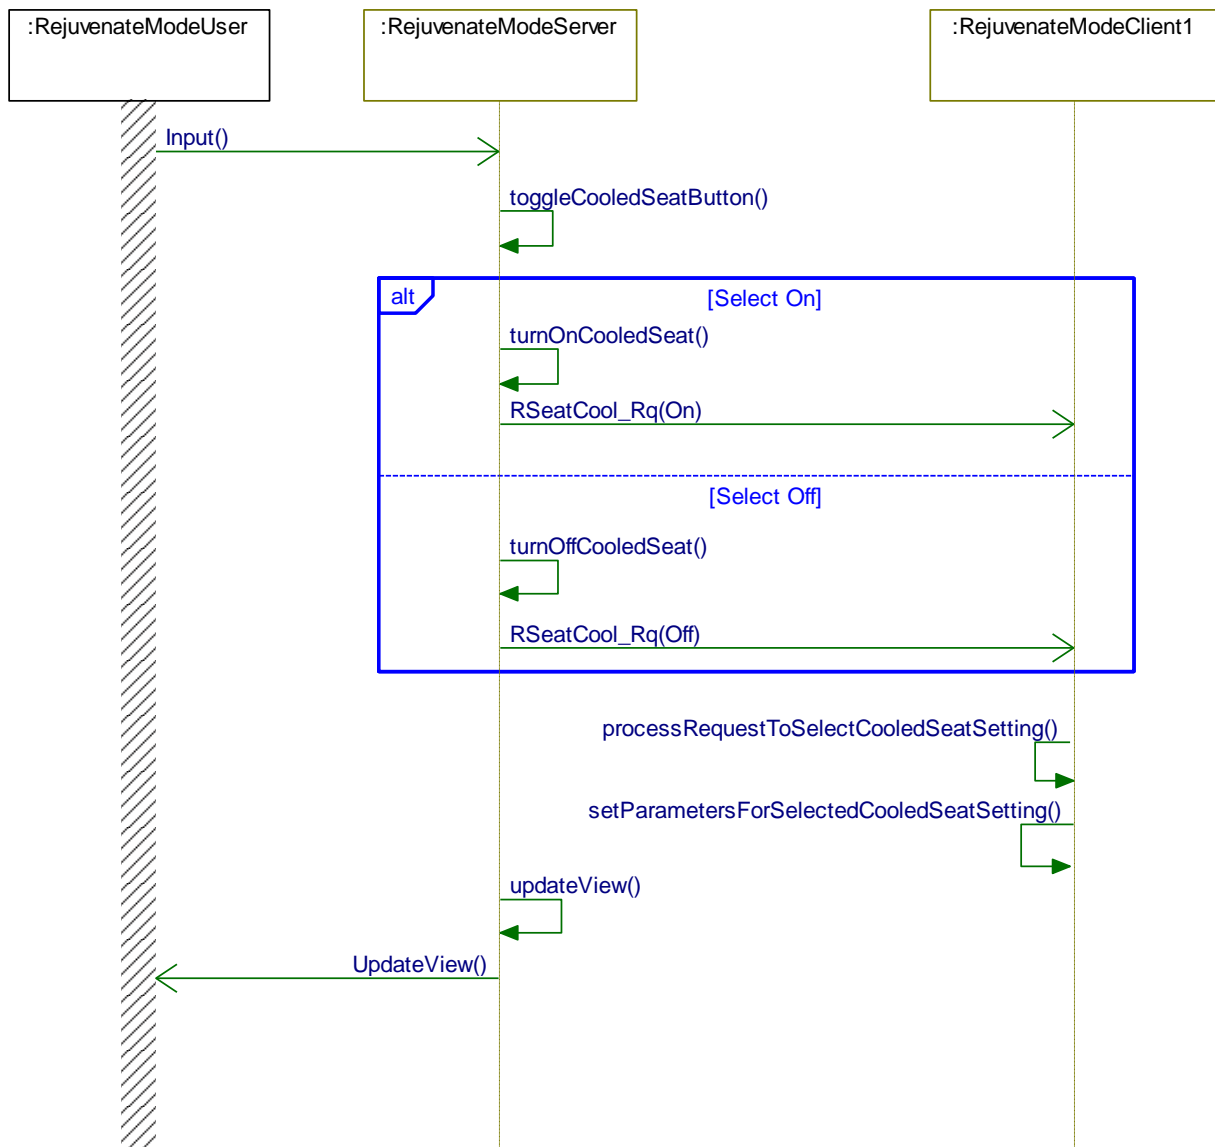 :RejuvenateModeUser
:RejuvenateModeServer
:RejuvenateModeClient1
Input()
toggleCooledSeatButton()
alt
[Select On]
turnOnCooledSeat()
RSeatCool_Rq(On)
[Select Off]
turnOffCooledSeat()
RSeatCool_Rq(Off)
processRequestToSelectCooledSeatSetting()
setParametersForSelectedCooledSeatSetting()
updateView()
UpdateView()